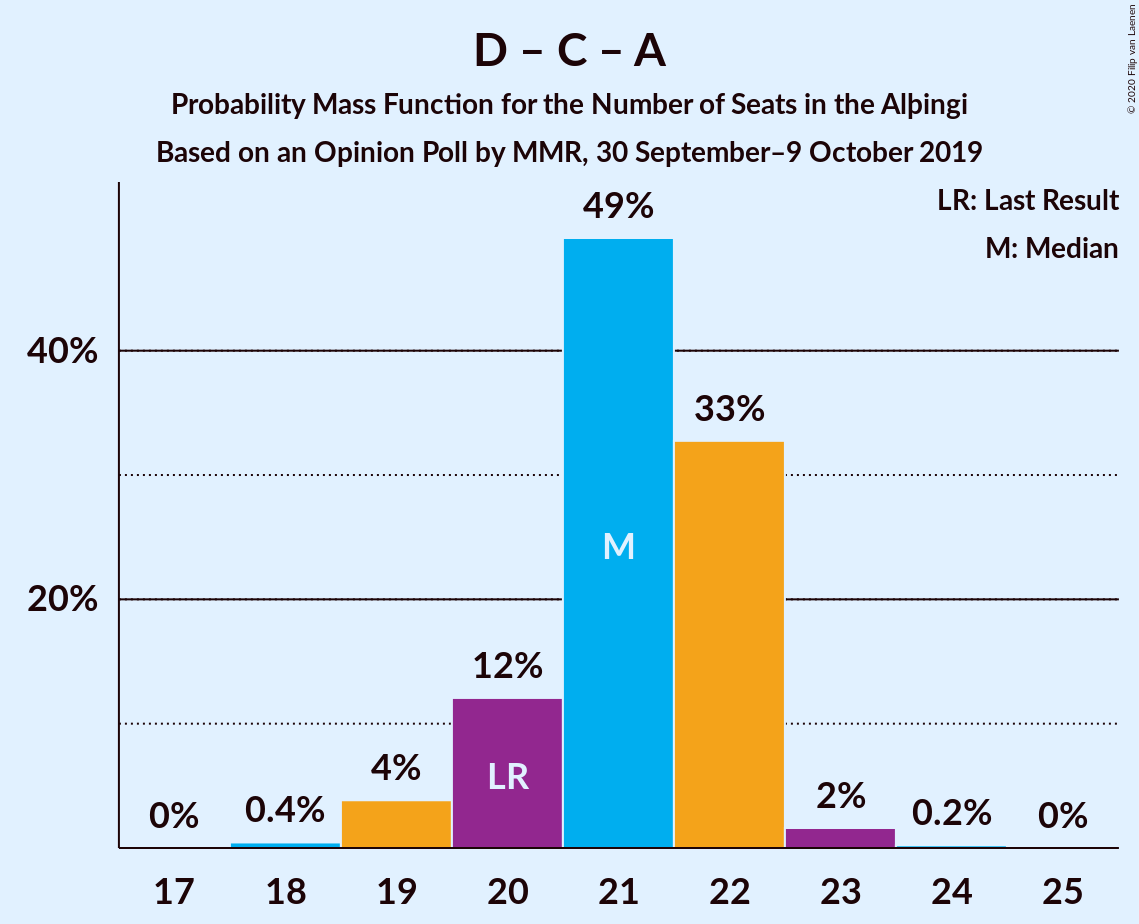 D – C – A
Probability Mass Function for the Number of Seats in the Alþingi
Based on an Opinion Poll by MMR, 30 September–9 October 2019
© 2020 Filip van Laenen
LR: Last Result
M: Median
49%
40%
33%
M
20%
12%
LR
4%
2%
0%
0.4%
0.2%
0%
17 18 19 20 21 22 23 24 25